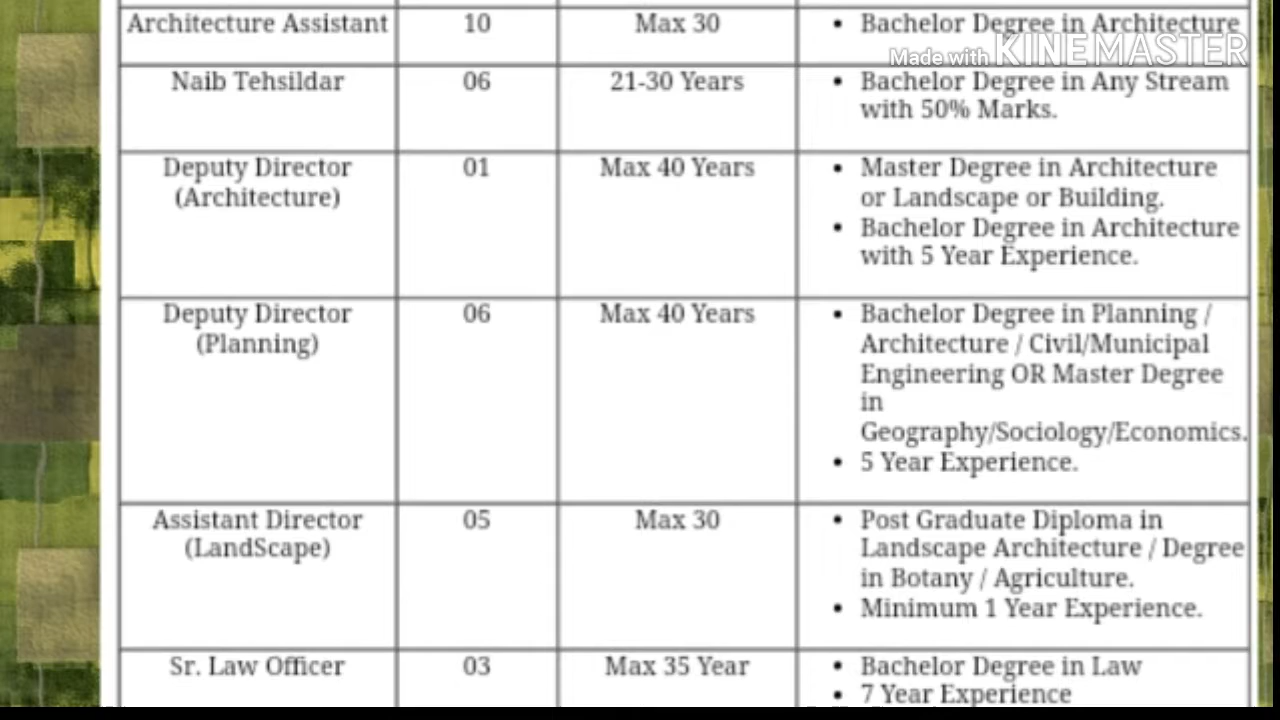 Architecture Assistant 10 Max 30 • Bachelor Degree in Architecture
Made with KINEMASTER
Naib Tehsildar 06 21-30 Years • Bachelor Degree in Any Stream
with 50% Marks.
Deputy Director 01 Max 40 Years • Master Degree in Architecture
(Architecture) or Landscape or Building.
• Bachelor Degree in Architecture
with 5 Year Experience.
Deputy Director 06 Max 40 Years • Bachelor Degree in Planning /
(Planning) Architecture / Civil/Municipal
Engineering OR Master Degree
in
Geography/Sociology/Economics.
• 5 Year Experience.
Assistant Director 05 Max 30 • Post Graduate Diploma in
(LandScape) Landscape Architecture / Degree
in Botany / Agriculture.
• Minimum 1 Year Experience.
Sr. Law Officer 03 Max 35 Year • Bachelor Degree in Law
• 7 Year Experience